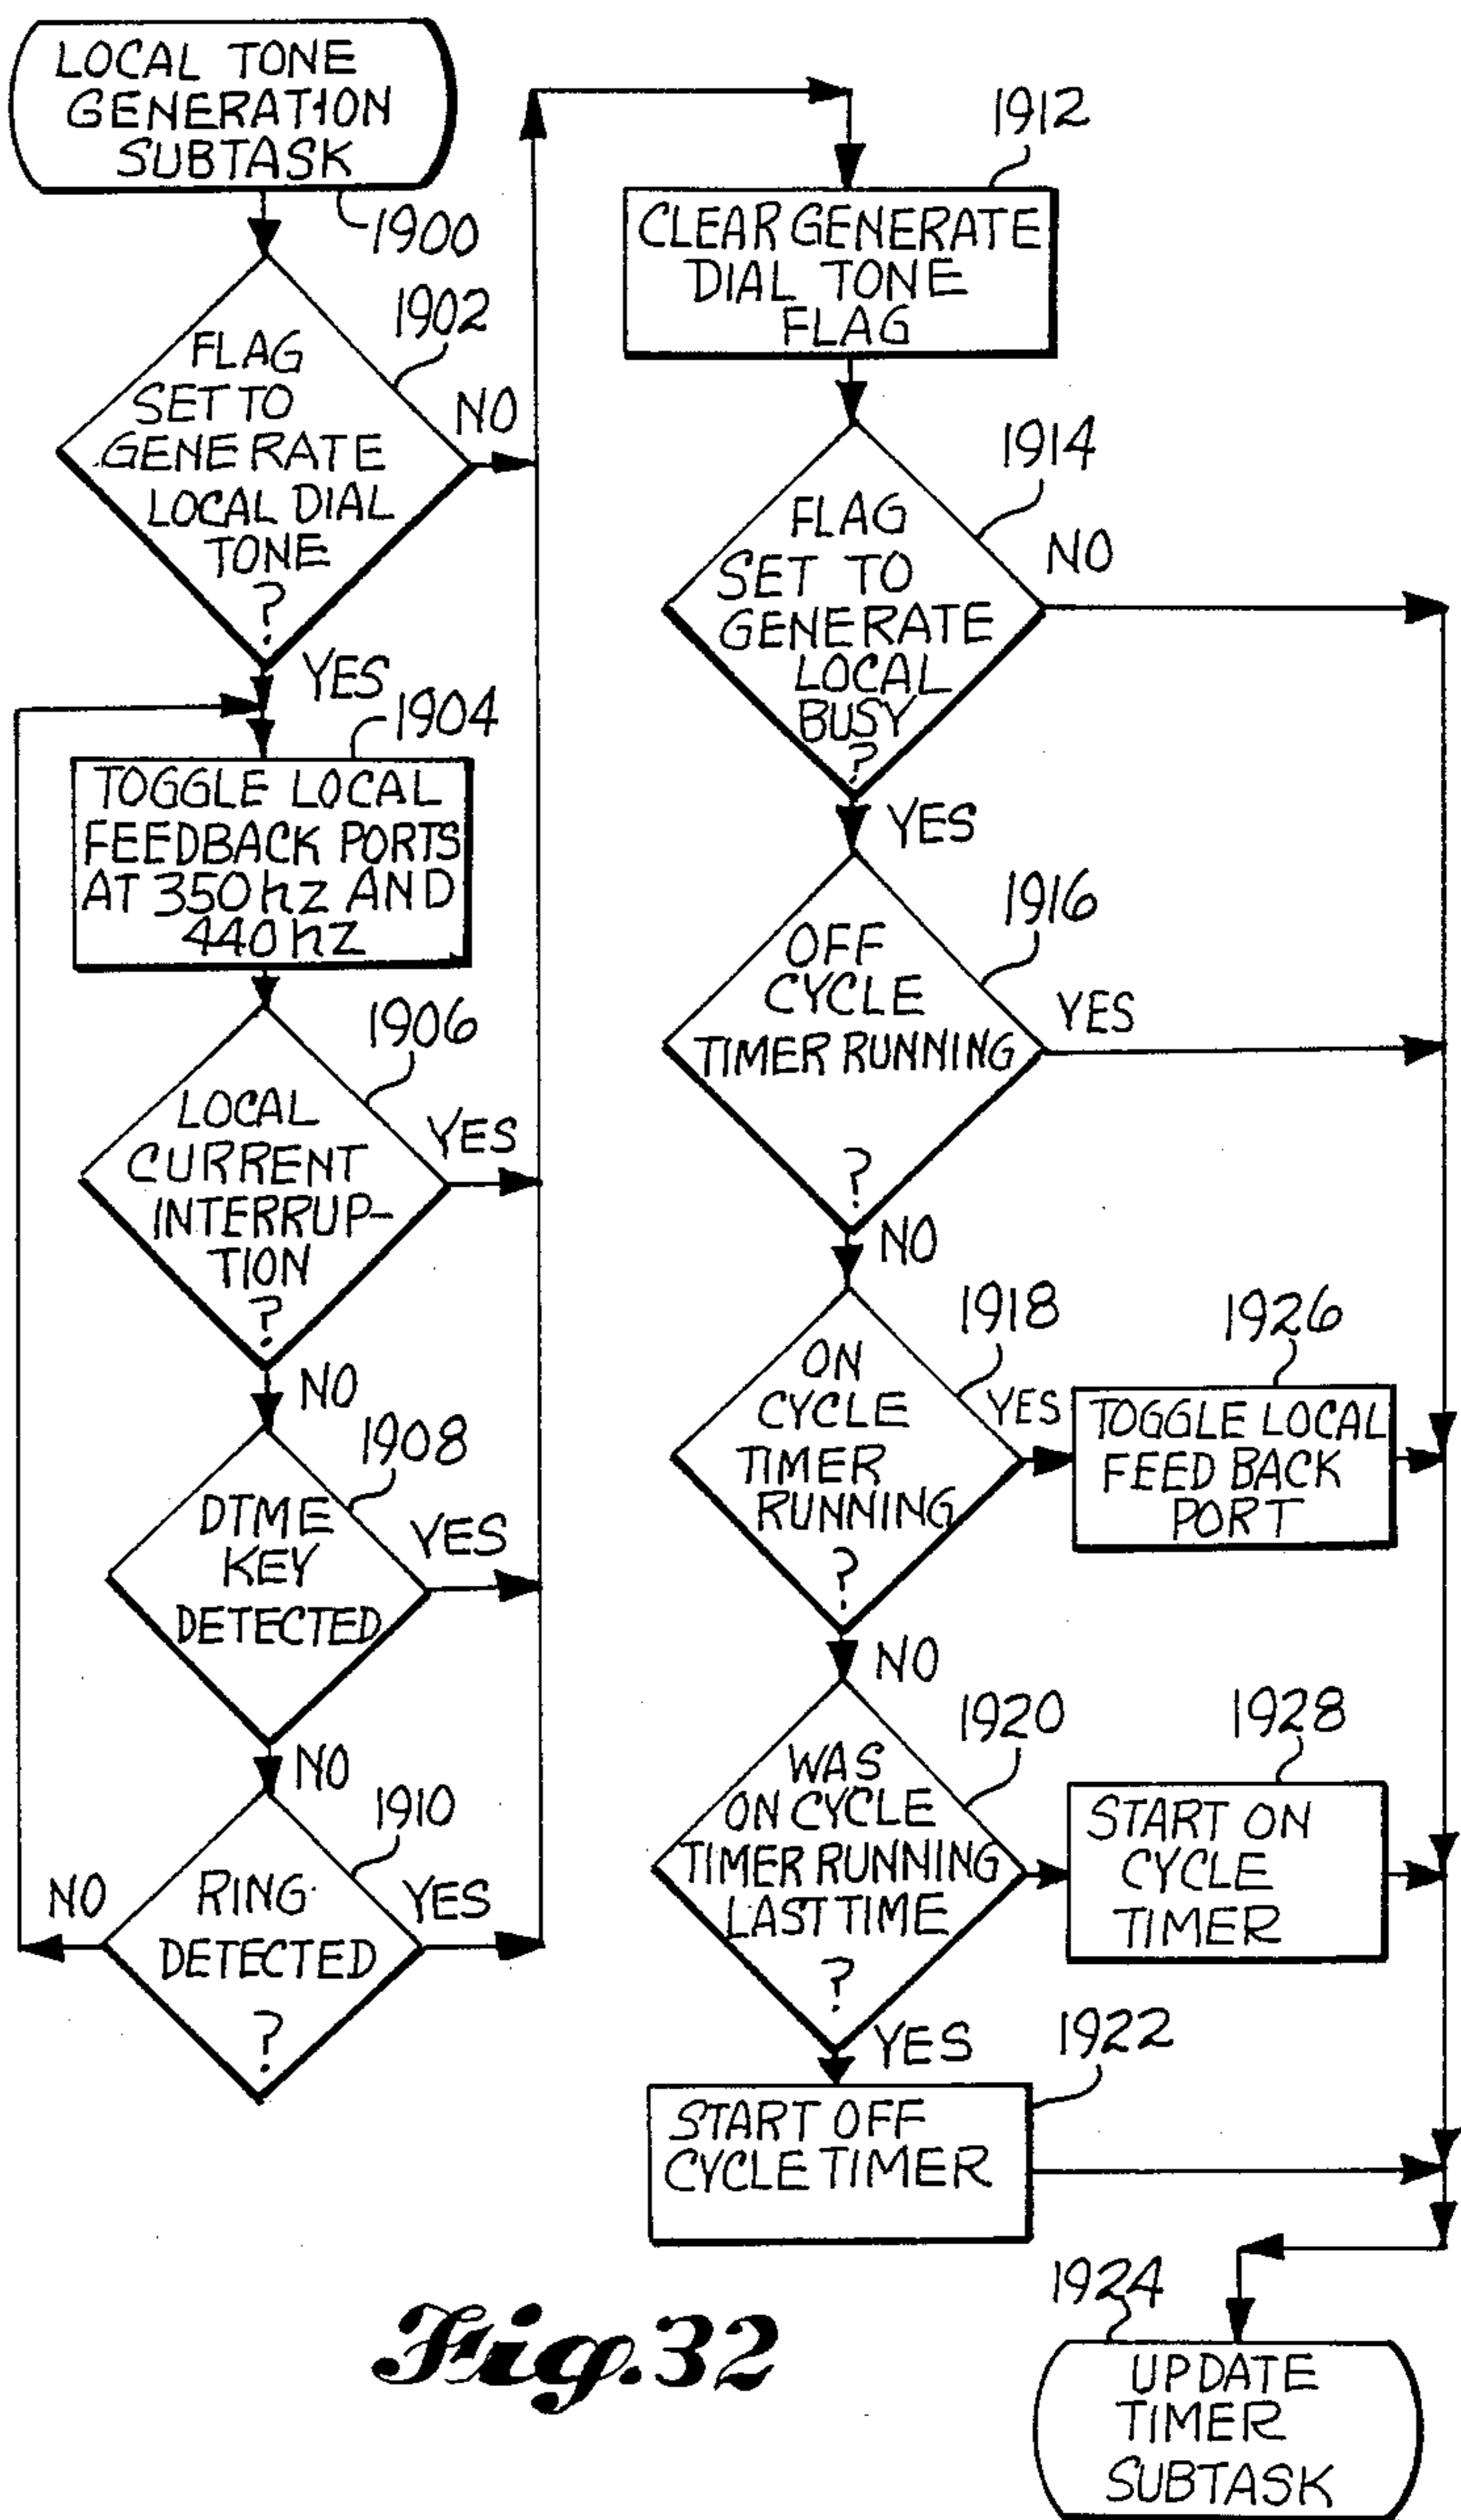 LOCAL TONE
GENERATION
SUBTASK
1900
1902
FLAG
SET TO
GENERATE
LOCAL DIAL
TONE
?
NO
YES
1904
TOGGLE LOCAL
FEEDBACK PORTS
AT 350 hz AND
440 hz
1906
LOCAL
CURRENT
INTERRUP-
TION
?
YES
NO
1908
DTME
KEY
DETECTED
YES
NO
1910
RING
DETECTED
?
NO
YES
1912
CLEAR GENERATE
DIAL TONE
FLAG
1914
FLAG
SET TO
GENERATE
LOCAL
BUSY
?
NO
YES
1916
OFF
CYCLE
TIMER RUNNING
?
YES
NO
1918
ON
CYCLE
TIMER
RUNNING
?
YES
NO
1926
TOGGLE LOCAL
FEED BACK
PORT
1920
WAS
ON CYCLE
TIMER RUNNING
LAST TIME
?
YES
1928
START ON
CYCLE
TIMER
1922
START OFF
CYCLE TIMER
1924
UPDATE
TIMER
SUBTASK
Fig. 32